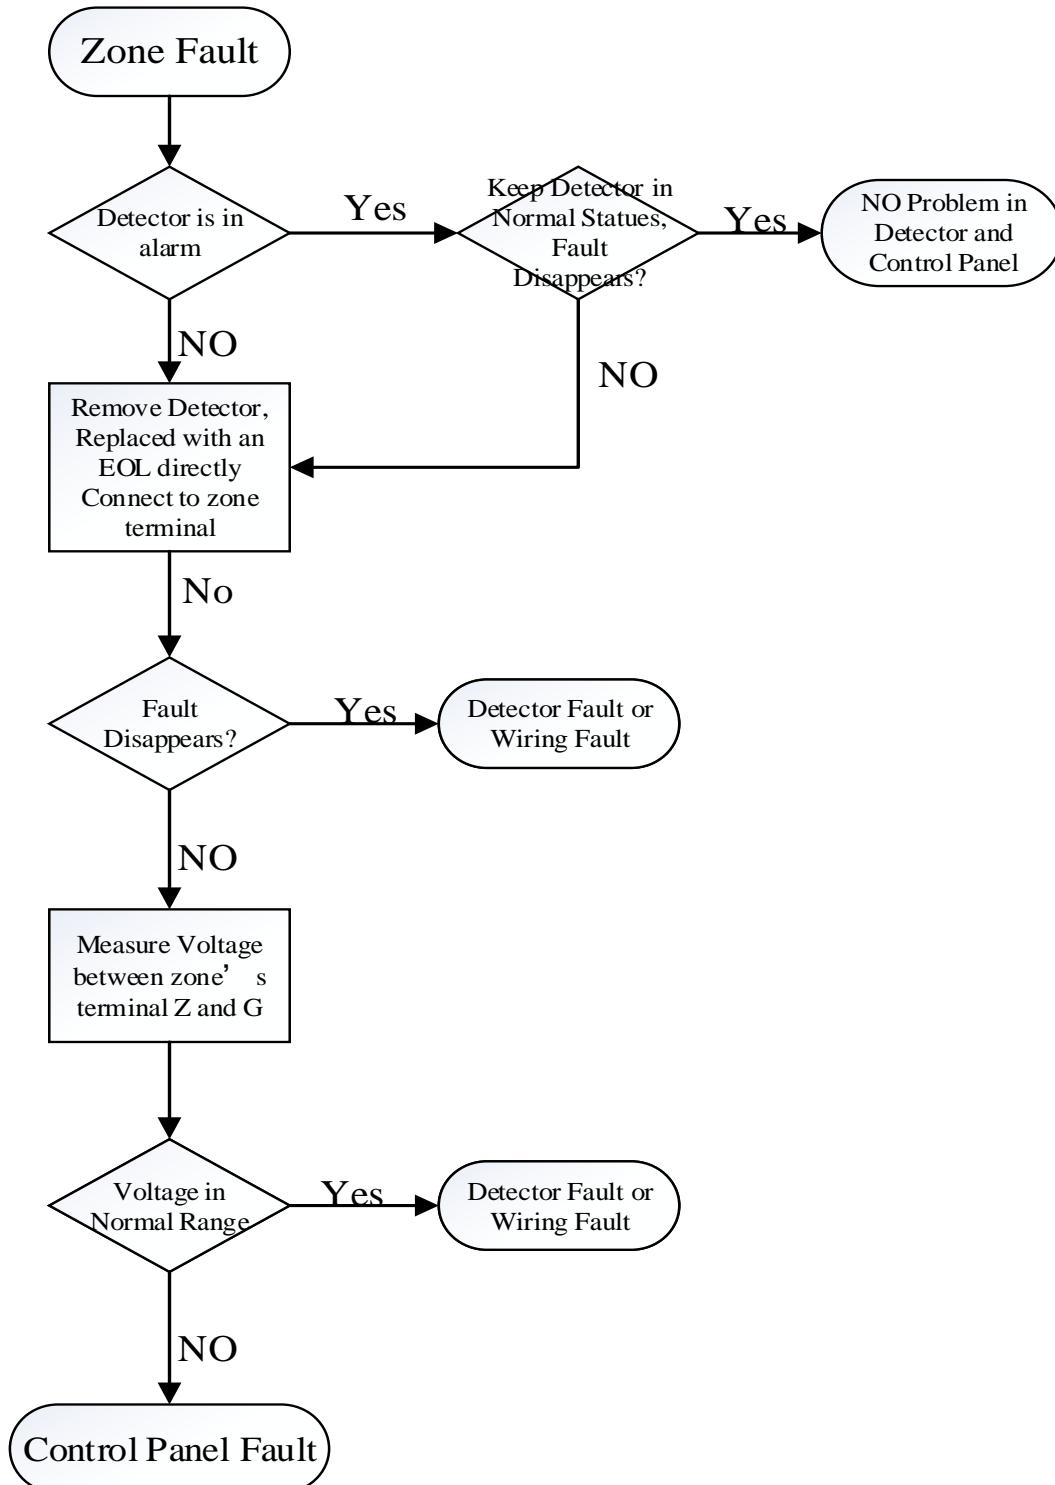 Zone Fault
Detector is in
alarm
Yes
Keep Detector in
Normal Statues,
Fault
Disappears?
Yes
NO Problem in
Detector and
Control Panel
NO
NO
Remove Detector,
Replaced with an
EOL directly
Connect to zone
terminal
No
Fault
Disappears?
Yes
Detector Fault or
Wiring Fault
NO
Measure Voltage
between zone’ s
terminal Z and G
Voltage in
Normal Range
Yes
Detector Fault or
Wiring Fault
NO
Control Panel Fault